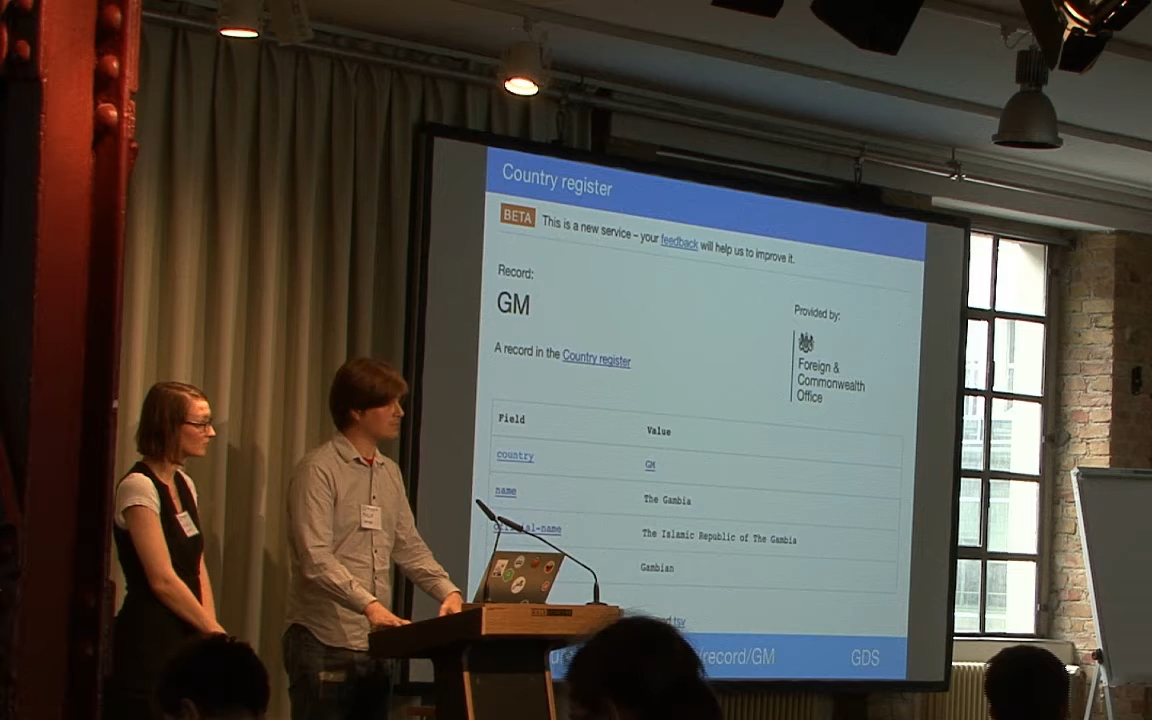 Country register
BETA This is a new service – your feedback will help us to improve it.
Record:
GM
Provided by:
A record in the Country register
Foreign &
Commonwealth
Office
Field Value
country GM
name The Gambia
The Islamic Republic of The Gambia
Gambian
tsv
/record/GM GDS